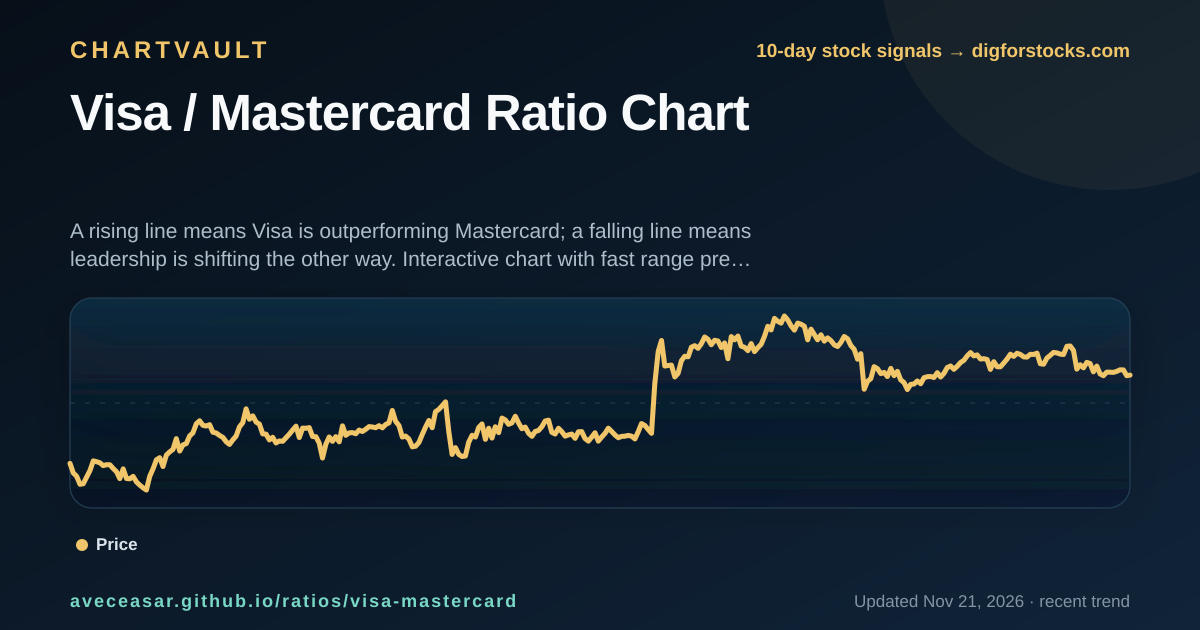 CHARTVAULT
10-day stock signals → digforstocks.com
Visa / Mastercard Ratio Chart
A rising line means Visa is outperforming Mastercard; a falling line means
leadership is shifting the other way. Interactive chart with fast range pre…
Price
aveceasar.github.io/ratios/visa-mastercard
Updated Nov 21, 2026 · recent trend